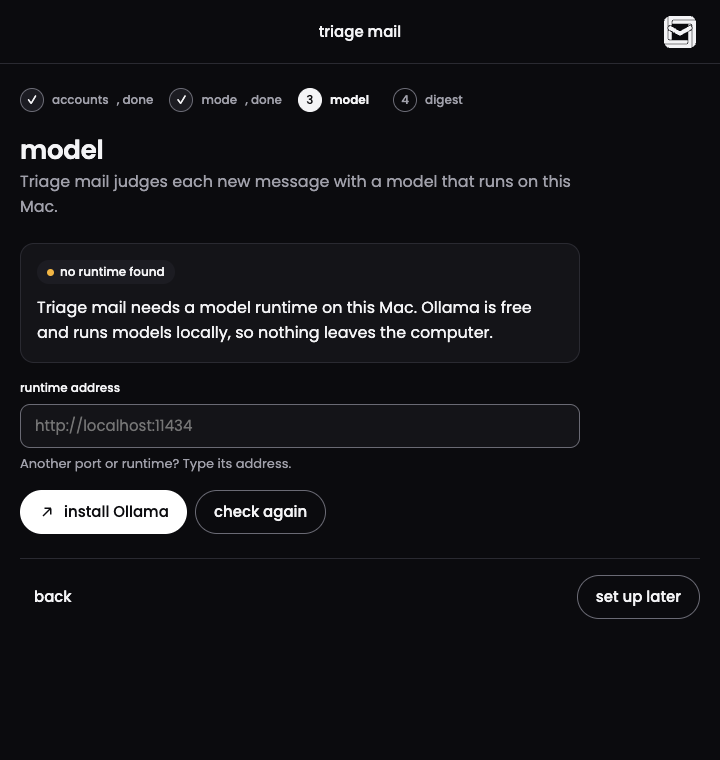 triage mail
accounts , done mode , done 3 model 4 digest
model
Triage mail judges each new message with a model that runs on this
Mac.
no runtime found
Triage mail needs a model runtime on this Mac. Ollama is free
and runs models locally, so nothing leaves the computer.
runtime address
http://localhost:11434
Another port or runtime? Type its address.
install Ollama check again
back set up later